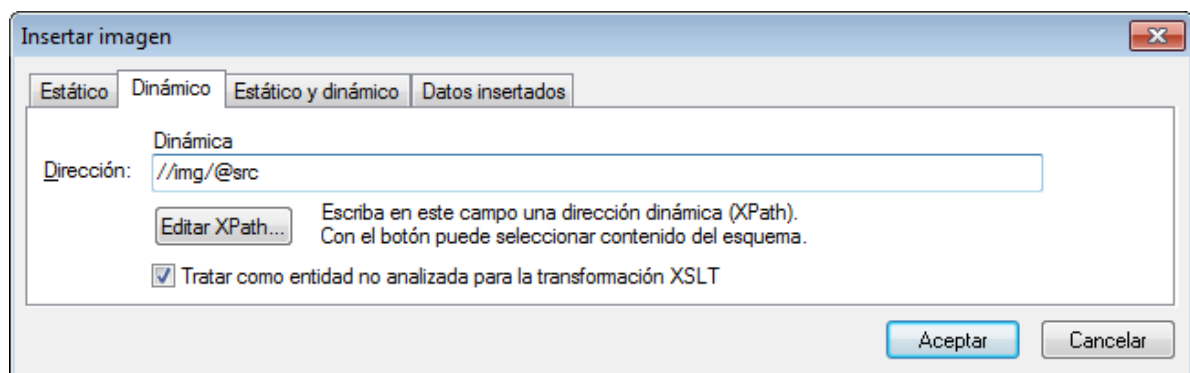 Insertar imagen
Estático Dinámico Estático y dinámico Datos insertados
Dinámica
Dirección: //img/@src
Editar XPath... Escriba en este campo una dirección dinámica (XPath).
Con el botón puede seleccionar contenido del esquema.
Tratar como entidad no analizada para la transformación XSLT
Aceptar Cancelar